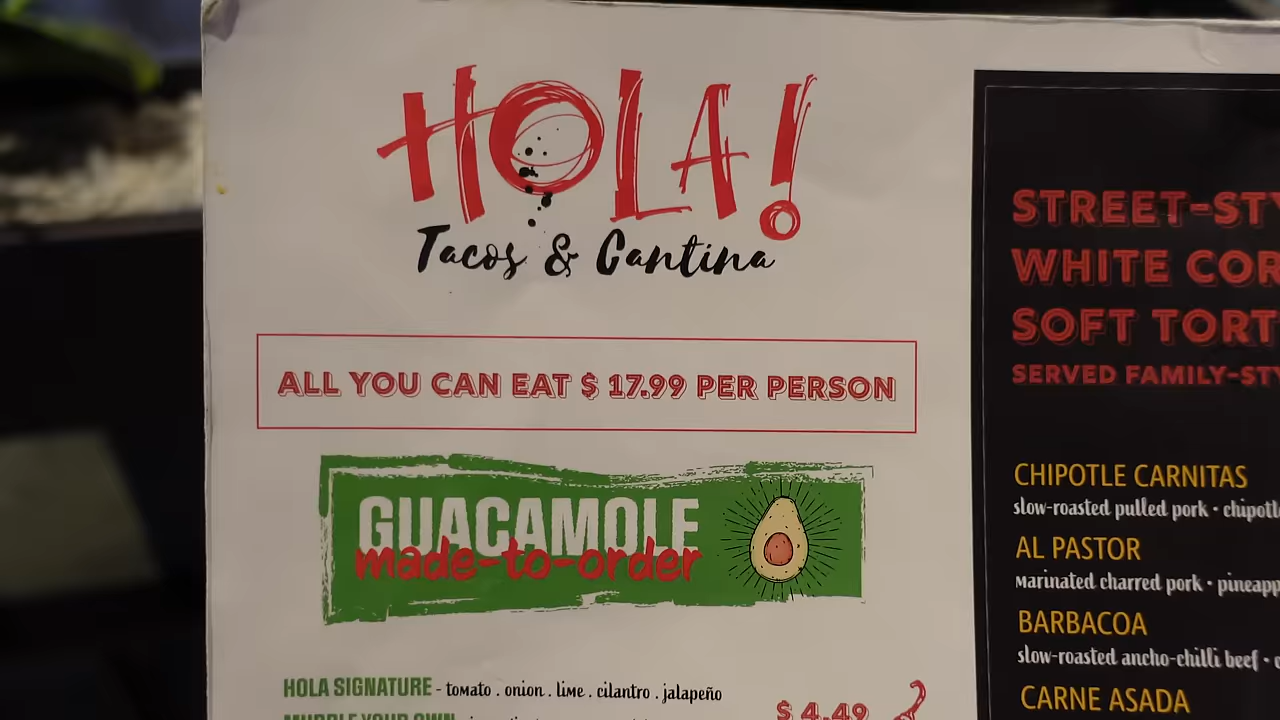 HOLA!
Tacos & Cantina
ALL YOU CAN EAT $ 17.99 PER PERSON
GUACAMOLE
made-to-order
HOLA SIGNATURE - tomato . onion . lime . cilantro . jalapeño
$ 4.49
STREET-STY
WHITE COR
SOFT TORT
SERVED FAMILY-STY
CHIPOTLE CARNITAS
slow-roasted pulled pork • chipotl
AL PASTOR
marinated charred pork • pineapp
BARBACOA
slow-roasted ancho-chilli beef •
CARNE ASADA